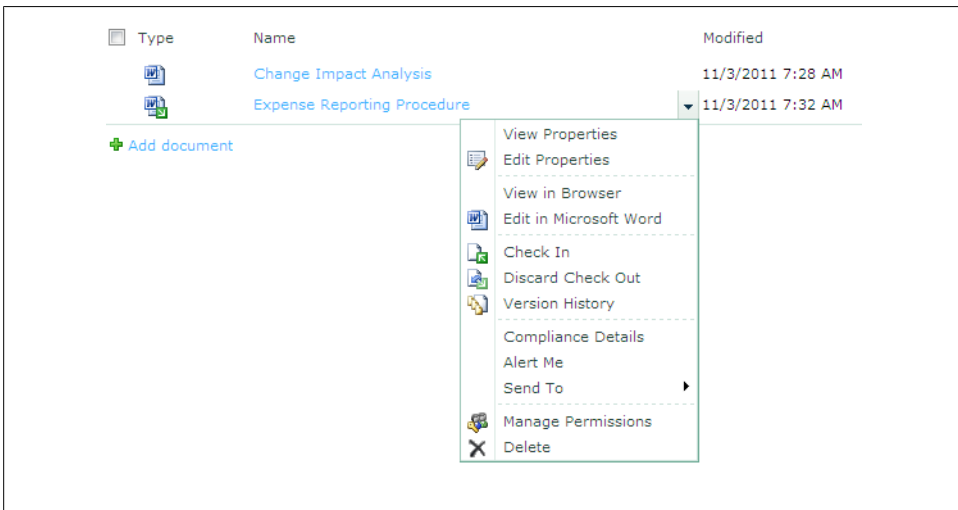 Type Name Modified
Change Impact Analysis 11/3/2011 7:28 AM
Expense Reporting Procedure 11/3/2011 7:32 AM
Add document
View Properties
Edit Properties
View in Browser
Edit in Microsoft Word
Check In
Discard Check Out
Version History
Compliance Details
Alert Me
Send To
Manage Permissions
Delete